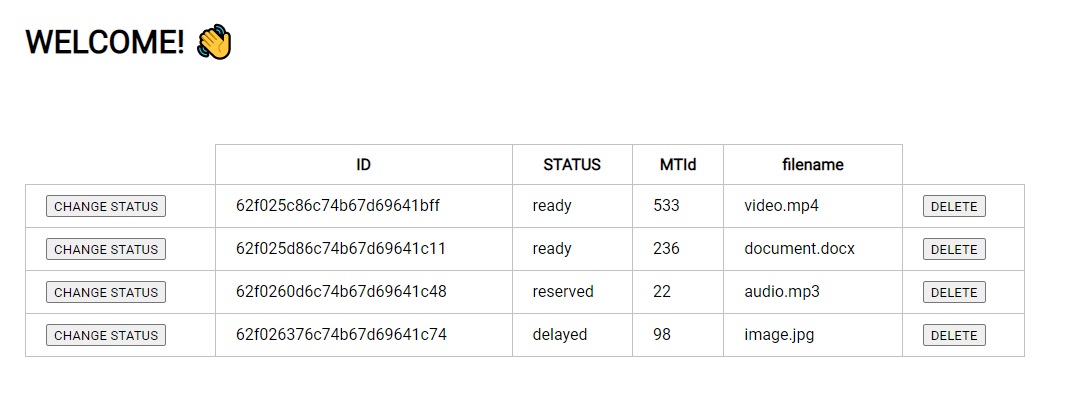 WELCOME! 👋
ID STATUS MTId filename
CHANGE STATUS 62f025c86c74b67d69641bff ready 533 video.mp4 DELETE
CHANGE STATUS 62f025d86c74b67d69641c11 ready 236 document.docx DELETE
CHANGE STATUS 62f0260d6c74b67d69641c48 reserved 22 audio.mp3 DELETE
CHANGE STATUS 62f026376c74b67d69641c74 delayed 98 image.jpg DELETE